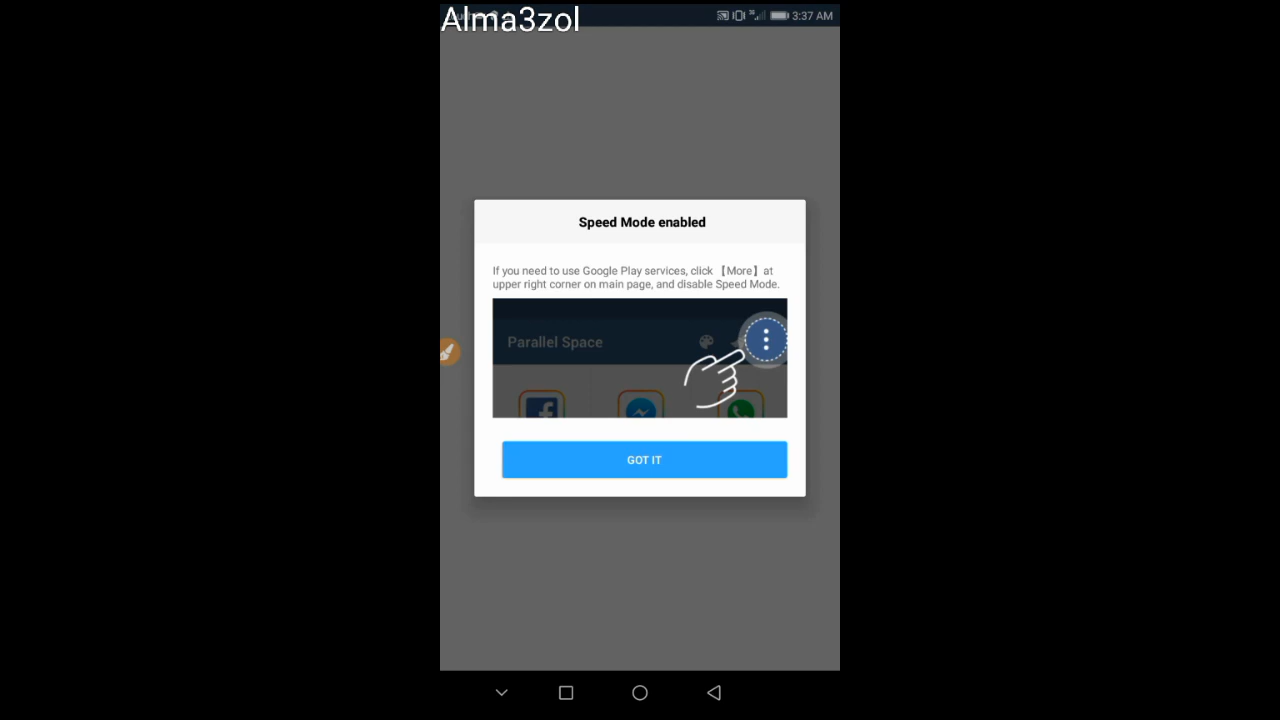 Alma3zol
3:37 AM
Speed Mode enabled
If you need to use Google Play services, click 【More】 at
upper right corner on main page, and disable Speed Mode.
Parallel Space
GOT IT